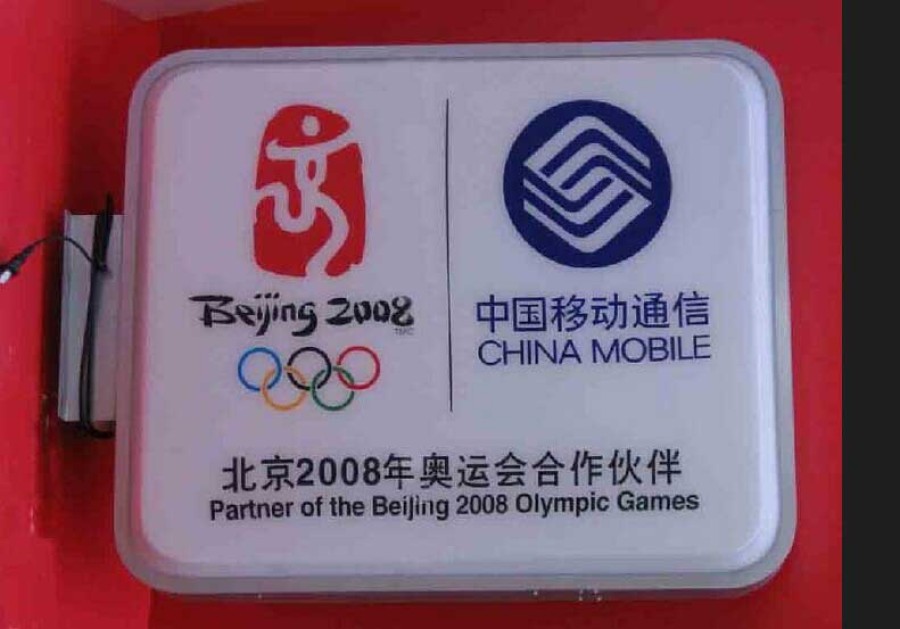 Beijing 2008
TMC
中国移动通信
CHINA MOBILE
北京2008年奥运会合作伙伴
Partner of the Beijing 2008 Olympic Games